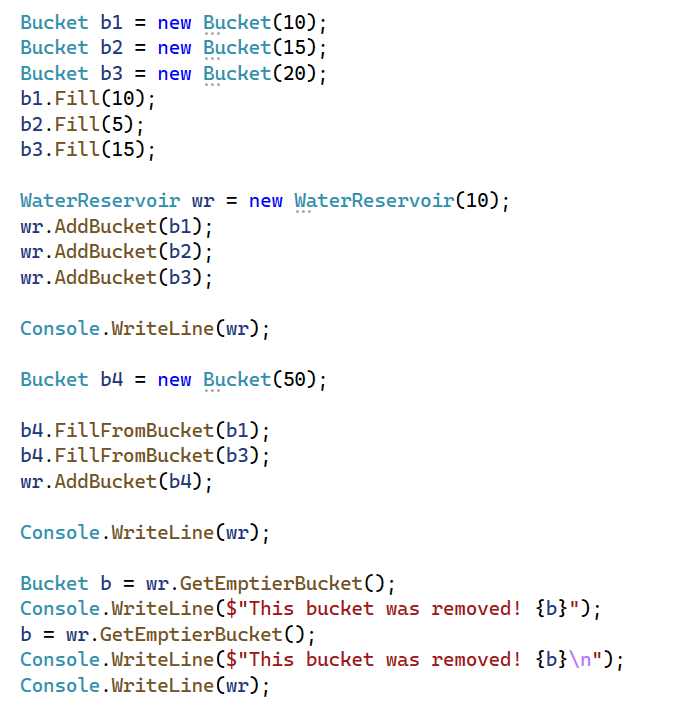 Bucket b1 = new Bucket(10);
Bucket b2 = new Bucket(15);
Bucket b3 = new Bucket(20);
b1.Fill(10);
b2.Fill(5);
b3.Fill(15);
WaterReservoir wr = new WaterReservoir(10);
wr.AddBucket(b1);
wr.AddBucket(b2);
wr.AddBucket(b3);
Console.WriteLine(wr);
Bucket b4 = new Bucket(50);
b4.FillFromBucket(b1);
b4.FillFromBucket(b3);
wr.AddBucket(b4);
Console.WriteLine(wr);
Bucket b = wr.GetEmptierBucket();
Console.WriteLine($"This bucket was removed! {b}");
b = wr.GetEmptierBucket();
Console.WriteLine($"This bucket was removed! {b}\n");
Console.WriteLine(wr);